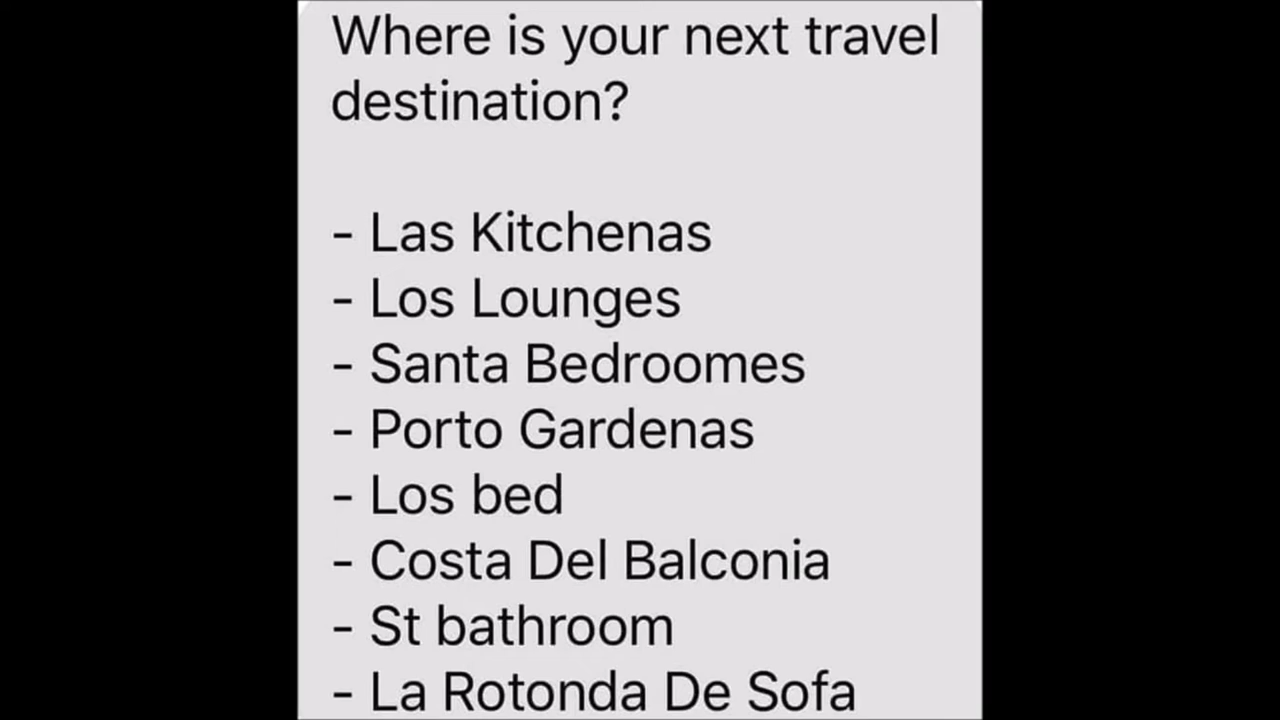 Where is your next travel
destination?
- Las Kitchenas
- Los Lounges
- Santa Bedroomes
- Porto Gardenas
- Los bed
- Costa Del Balconia
- St bathroom
- La Rotonda De Sofa